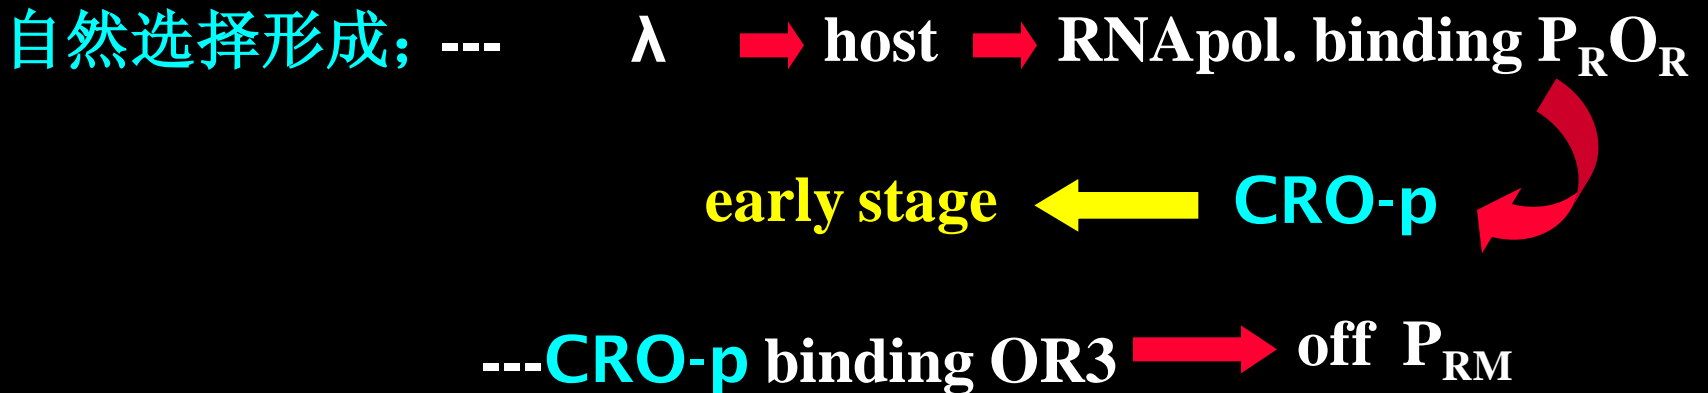 自然选择形成；--- λ host RNApol. binding PROR
early stage CRO-p
---CRO-p binding OR3 off PRM